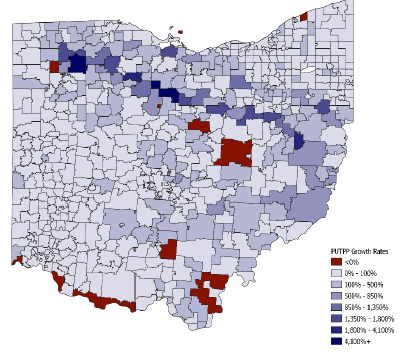 PUTPP Growth Rates
<0%
0% - 100%
100% - 500%
500% - 850%
850% - 1,350%
1,350% - 1,800%
1,800% - 4,100%
4,100%+